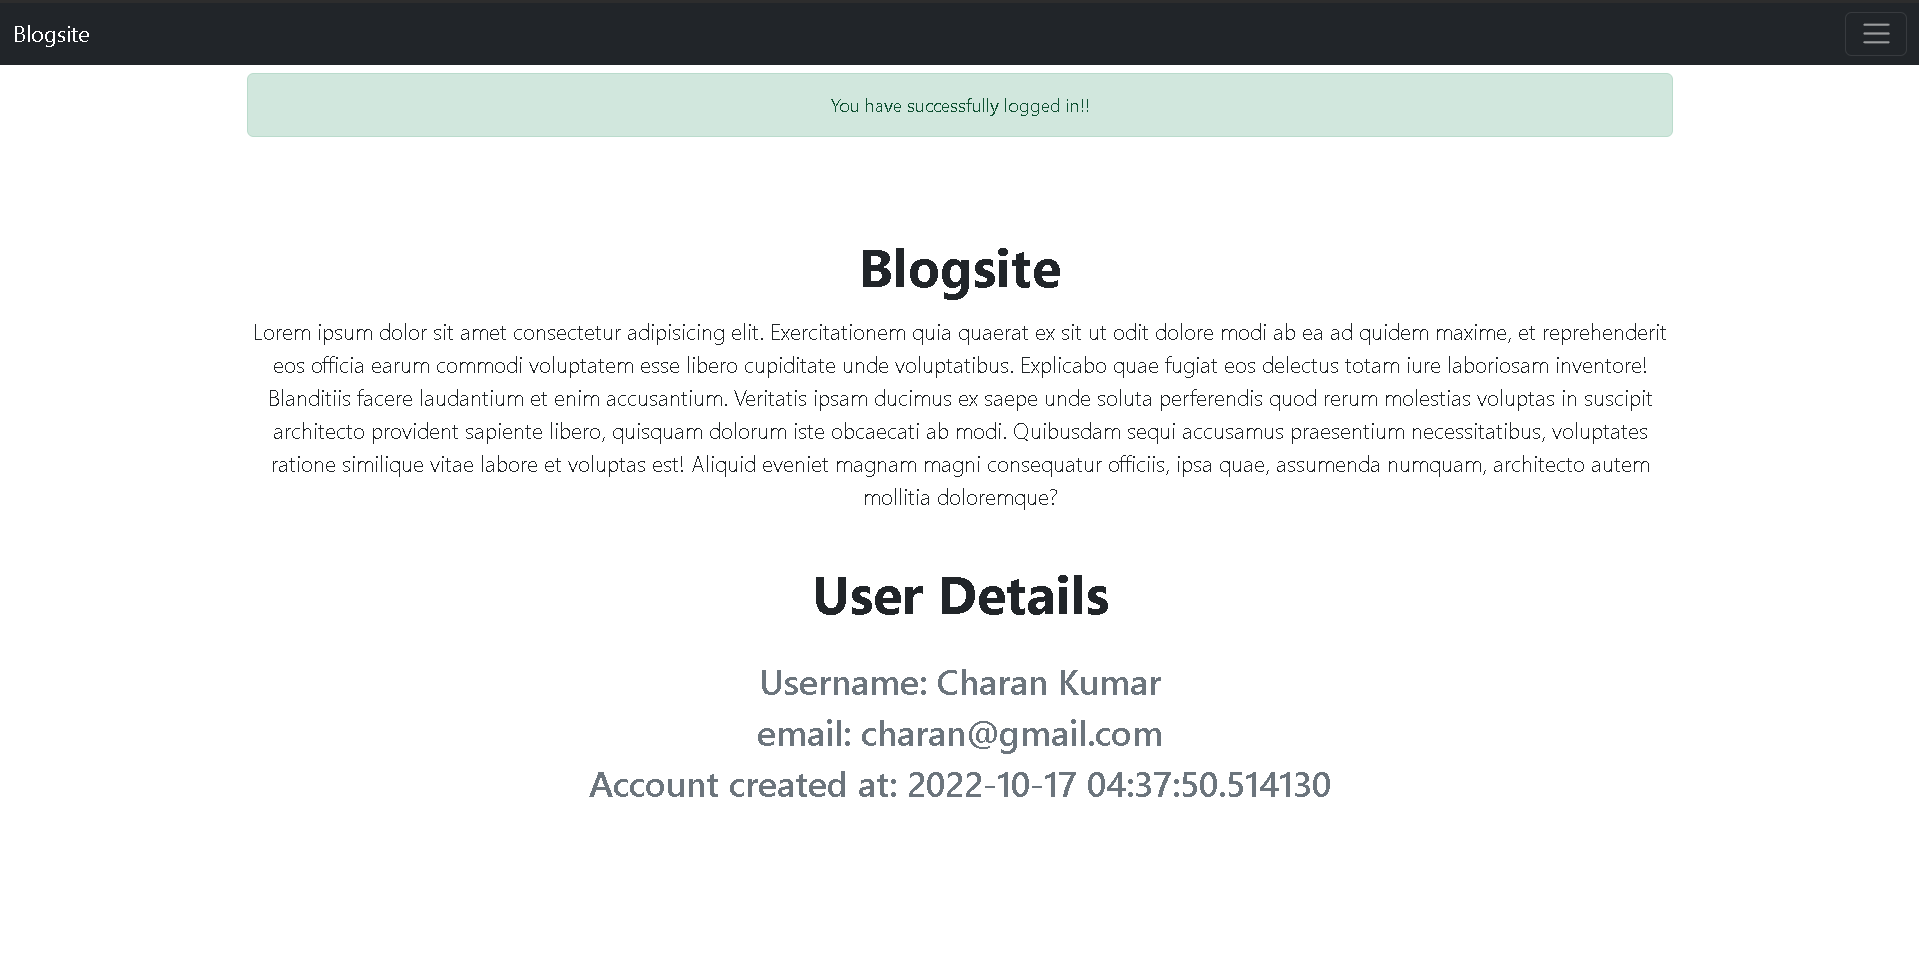 Blogsite
You have successfully logged in!!
Blogsite
Lorem ipsum dolor sit amet consectetur adipisicing elit. Exercitationem quia quaerat ex sit ut odit dolore modi ab ea ad quidem maxime, et reprehenderit
eos officia earum commodi voluptatem esse libero cupiditate unde voluptatibus. Explicabo quae fugiat eos delectus totam iure laboriosam inventore!
Blanditiis facere laudantium et enim accusantium. Veritatis ipsam ducimus ex saepe unde soluta perferendis quod rerum molestias voluptas in suscipit
architecto provident sapiente libero, quisquam dolorum iste obcaecati ab modi. Quibusdam sequi accusamus praesentium necessitatibus, voluptates
ratione similique vitae labore et voluptas est! Aliquid eveniet magnam magni consequatur officiis, ipsa quae, assumenda numquam, architecto autem
mollitia doloremque?
User Details
Username: Charan Kumar
email: charan@gmail.com
Account created at: 2022-10-17 04:37:50.514130